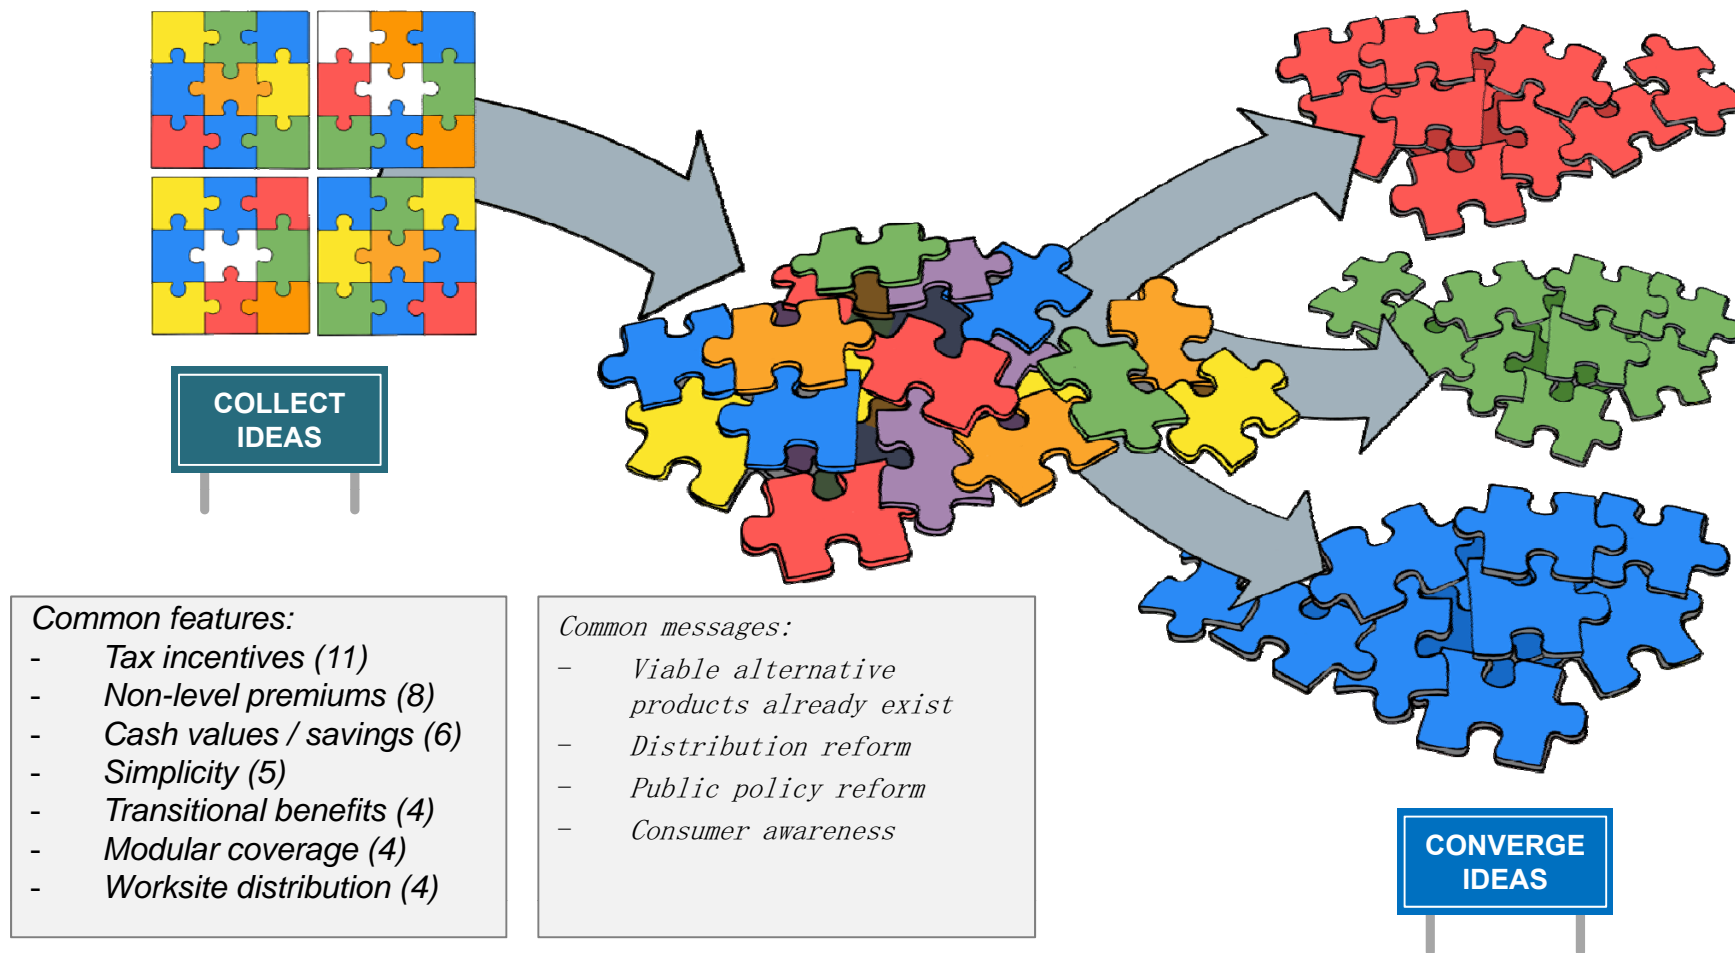 COLLECT
IDEAS
Common features:
- Tax incentives (11)
- Non-level premiums (8)
- Cash values / savings (6)
- Simplicity (5)
- Transitional benefits (4)
- Modular coverage (4)
- Worksite distribution (4)
Common messages:
– Viable alternative
products already exist
– Distribution reform
– Public policy reform
– Consumer awareness
CONVERGE
IDEAS